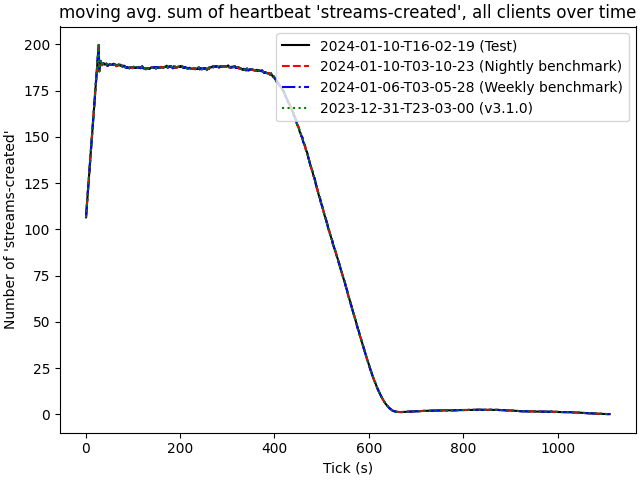 moving avg. sum of heartbeat 'streams-created', all clients over time
2024-01-10-T16-02-19 (Test)
2024-01-10-T03-10-23 (Nightly benchmark)
2024-01-06-T03-05-28 (Weekly benchmark)
2023-12-31-T23-03-00 (v3.1.0)
Number of 'streams-created'
200
175
150
125
100
75
50
25
0
0 200 400 600 800 1000
Tick (s)